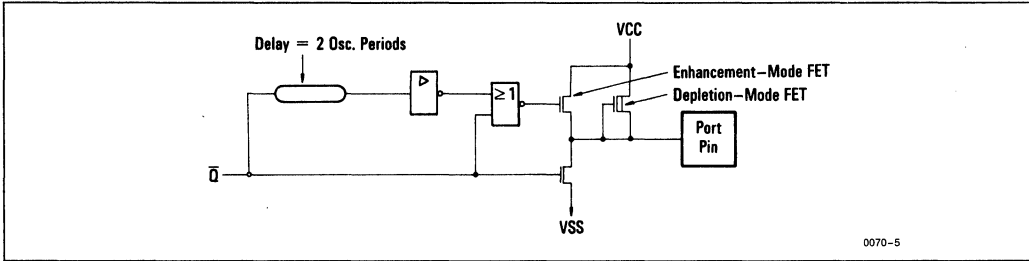 Delay = 2 Osc. Periods
VCC
Enhancement–Mode FET
Depletion–Mode FET
≥1
Port
Pin
Q̅
VSS
0070–5